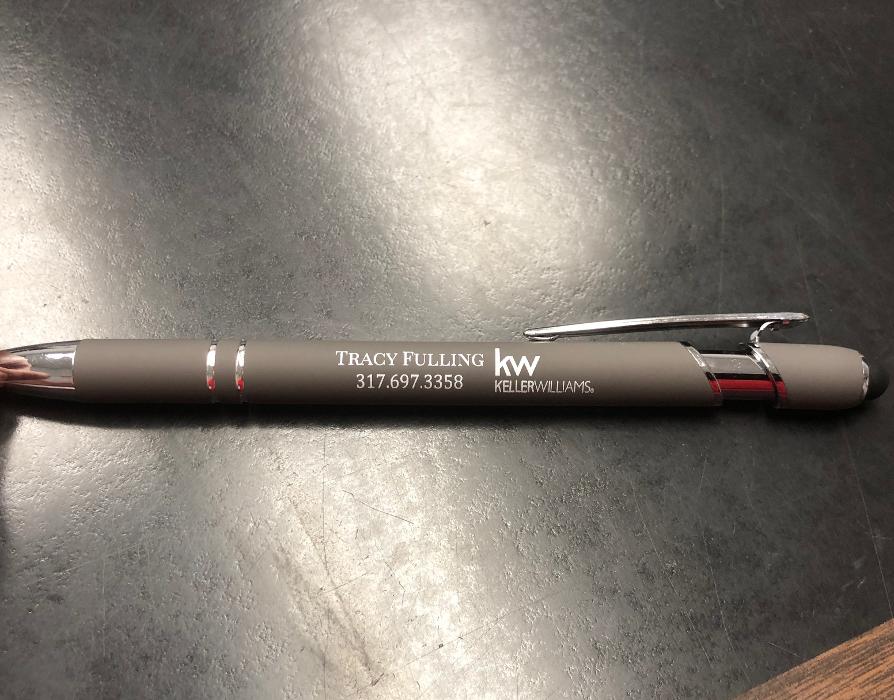 TRACY FULLING
317.697.3358
kw
KELLERWILLIAMS®